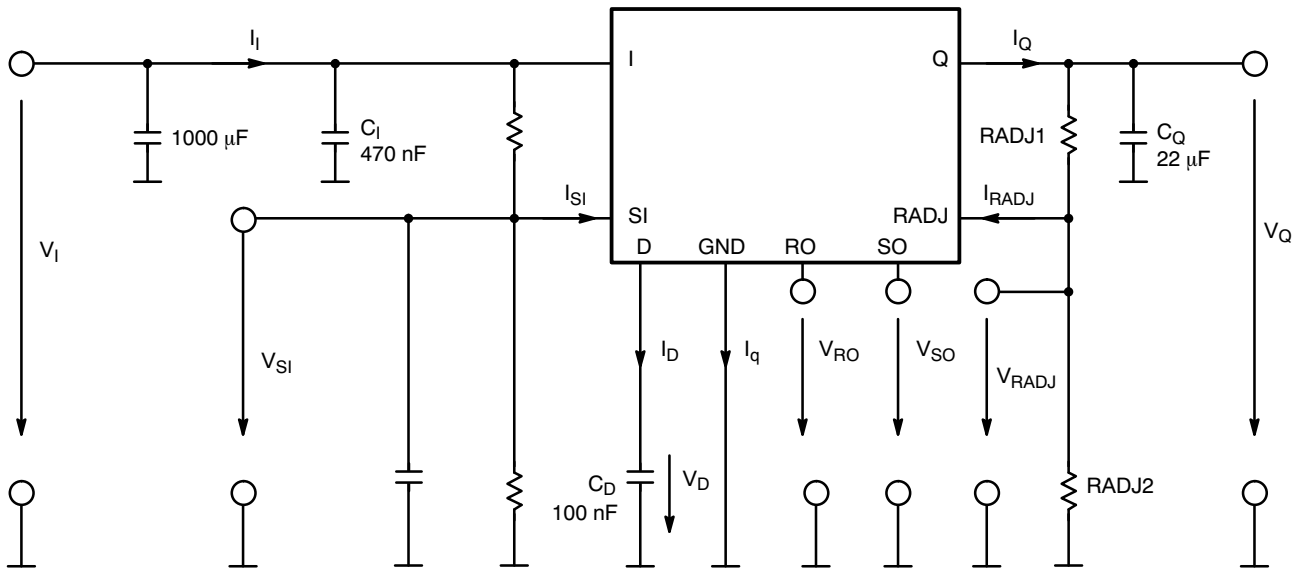 I_I
I_Q
I
Q
1000 μF
C_I
470 nF
RADJ1
C_Q
22 μF
I_SI
SI
RADJ
I_RADJ
D
GND
RO
SO
V_I
V_SI
I_D
I_q
V_RO
V_SO
V_RADJ
V_Q
C_D
100 nF
V_D
RADJ2